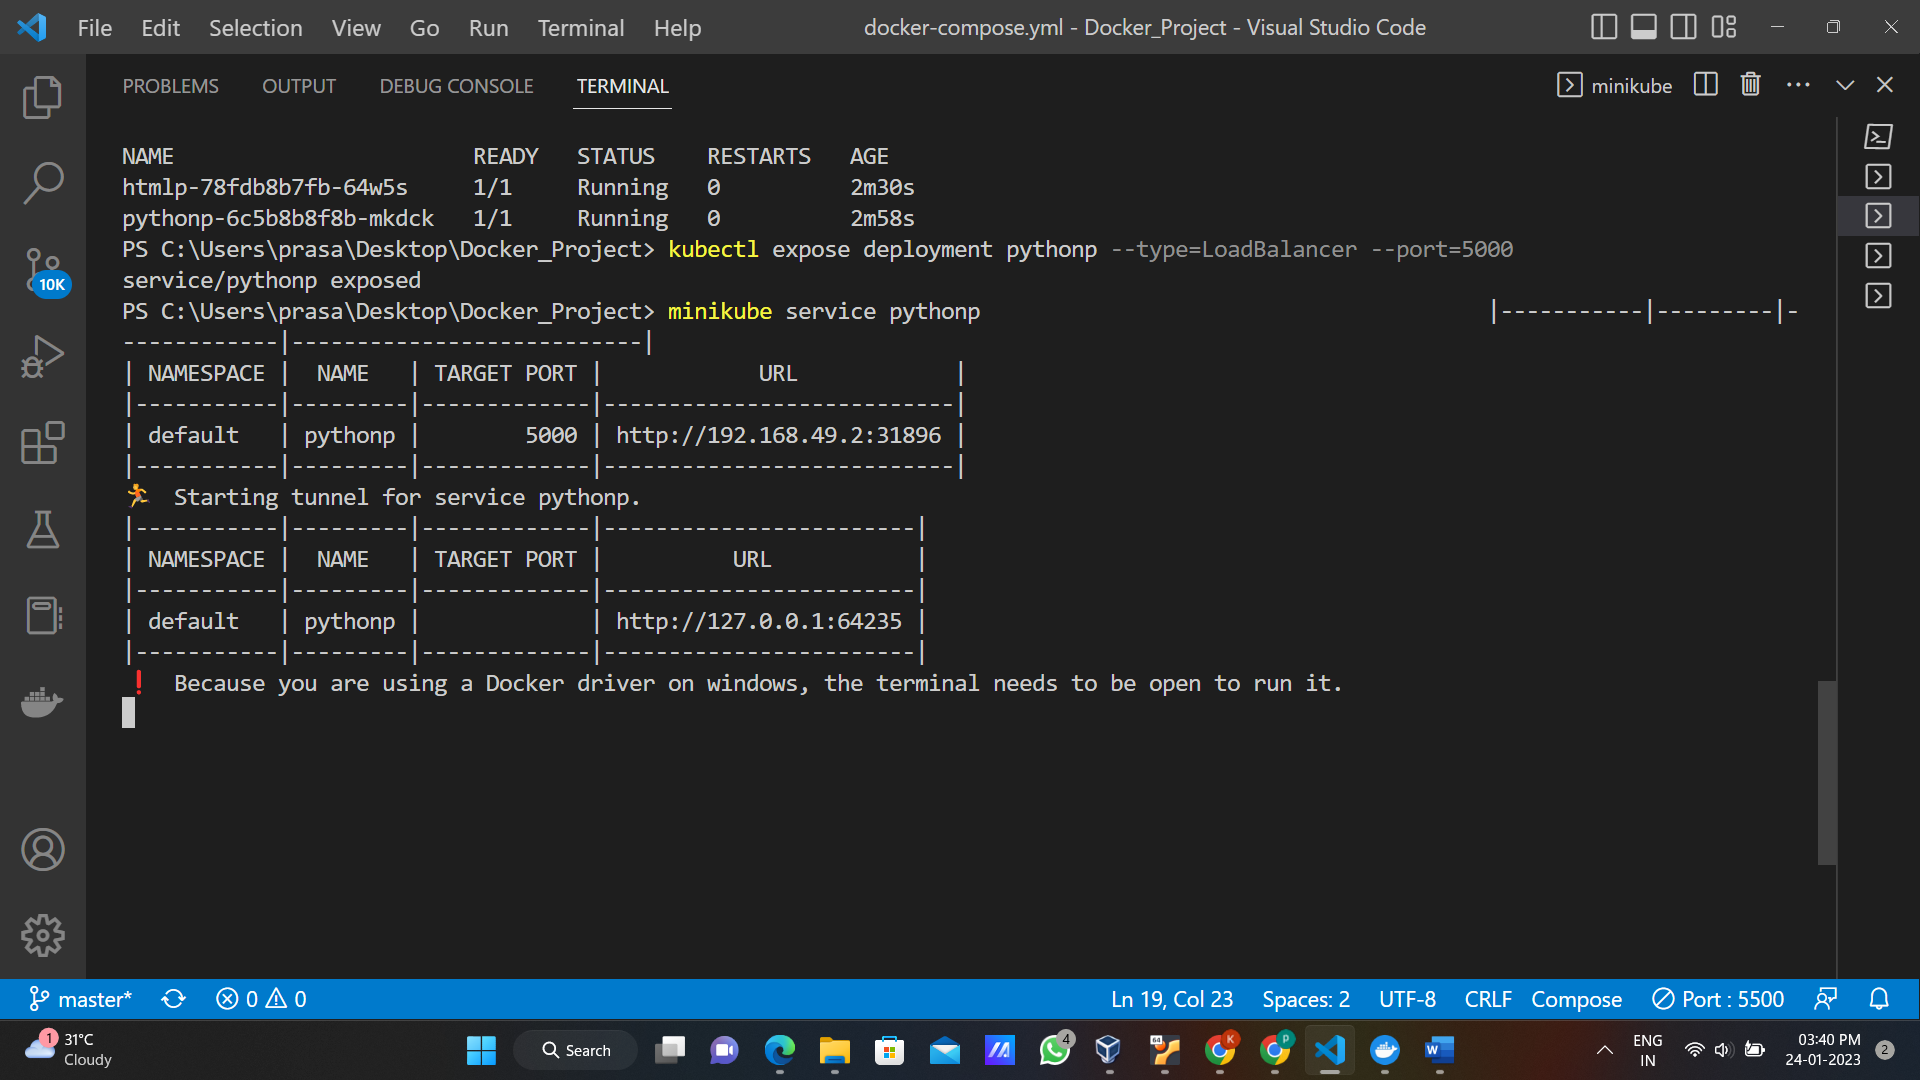 File Edit Selection View Go Run Terminal Help docker-compose.yml - Docker_Project - Visual Studio Code
PROBLEMS OUTPUT DEBUG CONSOLE TERMINAL minikube
NAME READY STATUS RESTARTS AGE
htmlp-78fdb8b7fb-64w5s 1/1 Running 0 2m30s
pythonp-6c5b8b8f8b-mkdck 1/1 Running 0 2m58s
PS C:\Users\prasa\Desktop\Docker_Project> kubectl expose deployment pythonp --type=LoadBalancer --port=5000
service/pythonp exposed
PS C:\Users\prasa\Desktop\Docker_Project> minikube service pythonp |-----------|---------|-
------------|---------------------------|
| NAMESPACE | NAME | TARGET PORT | URL |
|-----------|---------|-------------|---------------------------|
| default | pythonp | 5000 | http://192.168.49.2:31896 |
|-----------|---------|-------------|---------------------------|
🏃 Starting tunnel for service pythonp.
|-----------|---------|-------------|------------------------|
| NAMESPACE | NAME | TARGET PORT | URL |
|-----------|---------|-------------|------------------------|
| default | pythonp | | http://127.0.0.1:64235 |
|-----------|---------|-------------|------------------------|
❗ Because you are using a Docker driver on windows, the terminal needs to be open to run it.
10K
master* 0 0 Ln 19, Col 23 Spaces: 2 UTF-8 CRLF Compose Port : 5500
1 31°C
Cloudy
Search
4
64
K
P
W
ENG
IN
03:40 PM
24-01-2023
2